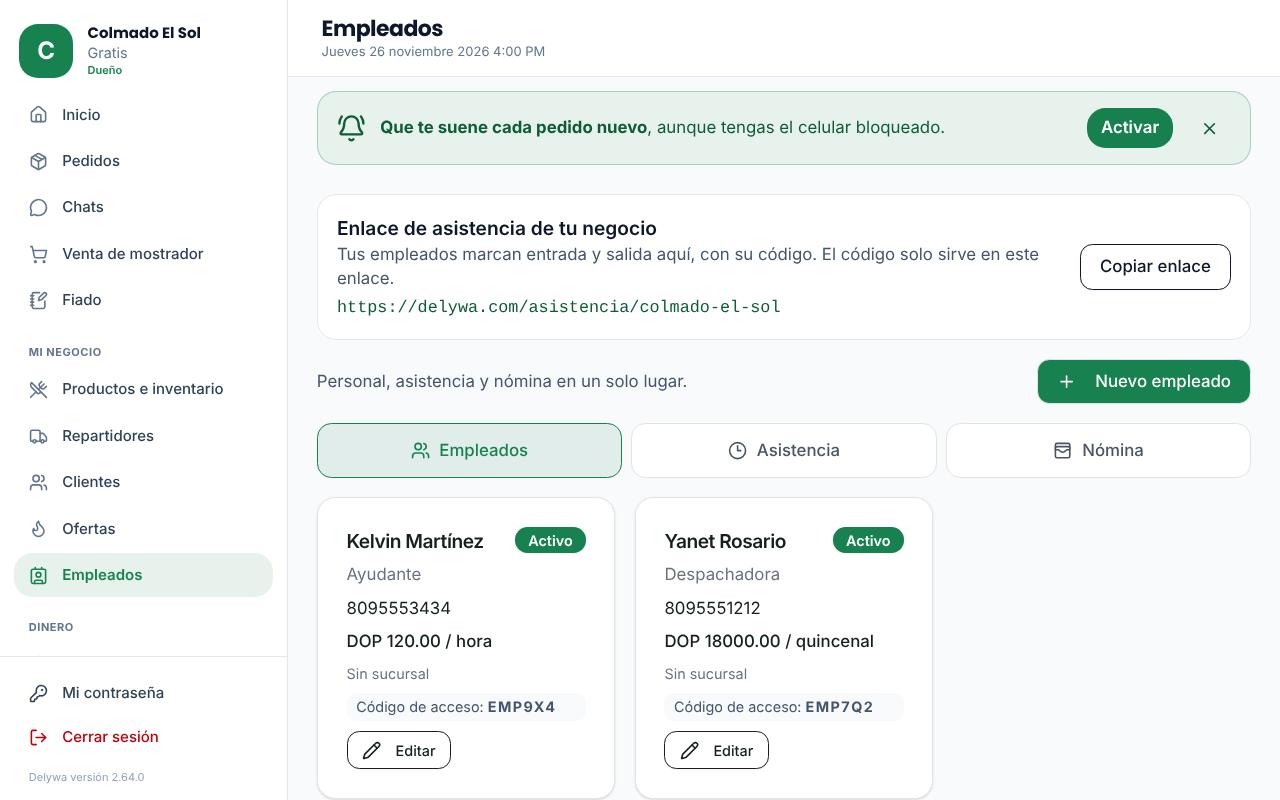 C
Colmado El Sol
Gratis
Dueño
Inicio
Pedidos
Chats
Venta de mostrador
Fiado
MI NEGOCIO
Productos e inventario
Repartidores
Clientes
Ofertas
Empleados
DINERO
Mi contraseña
Cerrar sesión
Delywa versión 2.64.0
Empleados
Jueves 26 noviembre 2026 4:00 PM
Que te suene cada pedido nuevo, aunque tengas el celular bloqueado.
Activar
Enlace de asistencia de tu negocio
Tus empleados marcan entrada y salida aquí, con su código. El código solo sirve en este
enlace.
https://delywa.com/asistencia/colmado-el-sol
Copiar enlace
Personal, asistencia y nómina en un solo lugar.
Nuevo empleado
Empleados
Asistencia
Nómina
Kelvin Martínez
Activo
Ayudante
8095553434
DOP 120.00 / hora
Sin sucursal
Código de acceso: EMP9X4
Editar
Yanet Rosario
Activo
Despachadora
8095551212
DOP 18000.00 / quincenal
Sin sucursal
Código de acceso: EMP7Q2
Editar